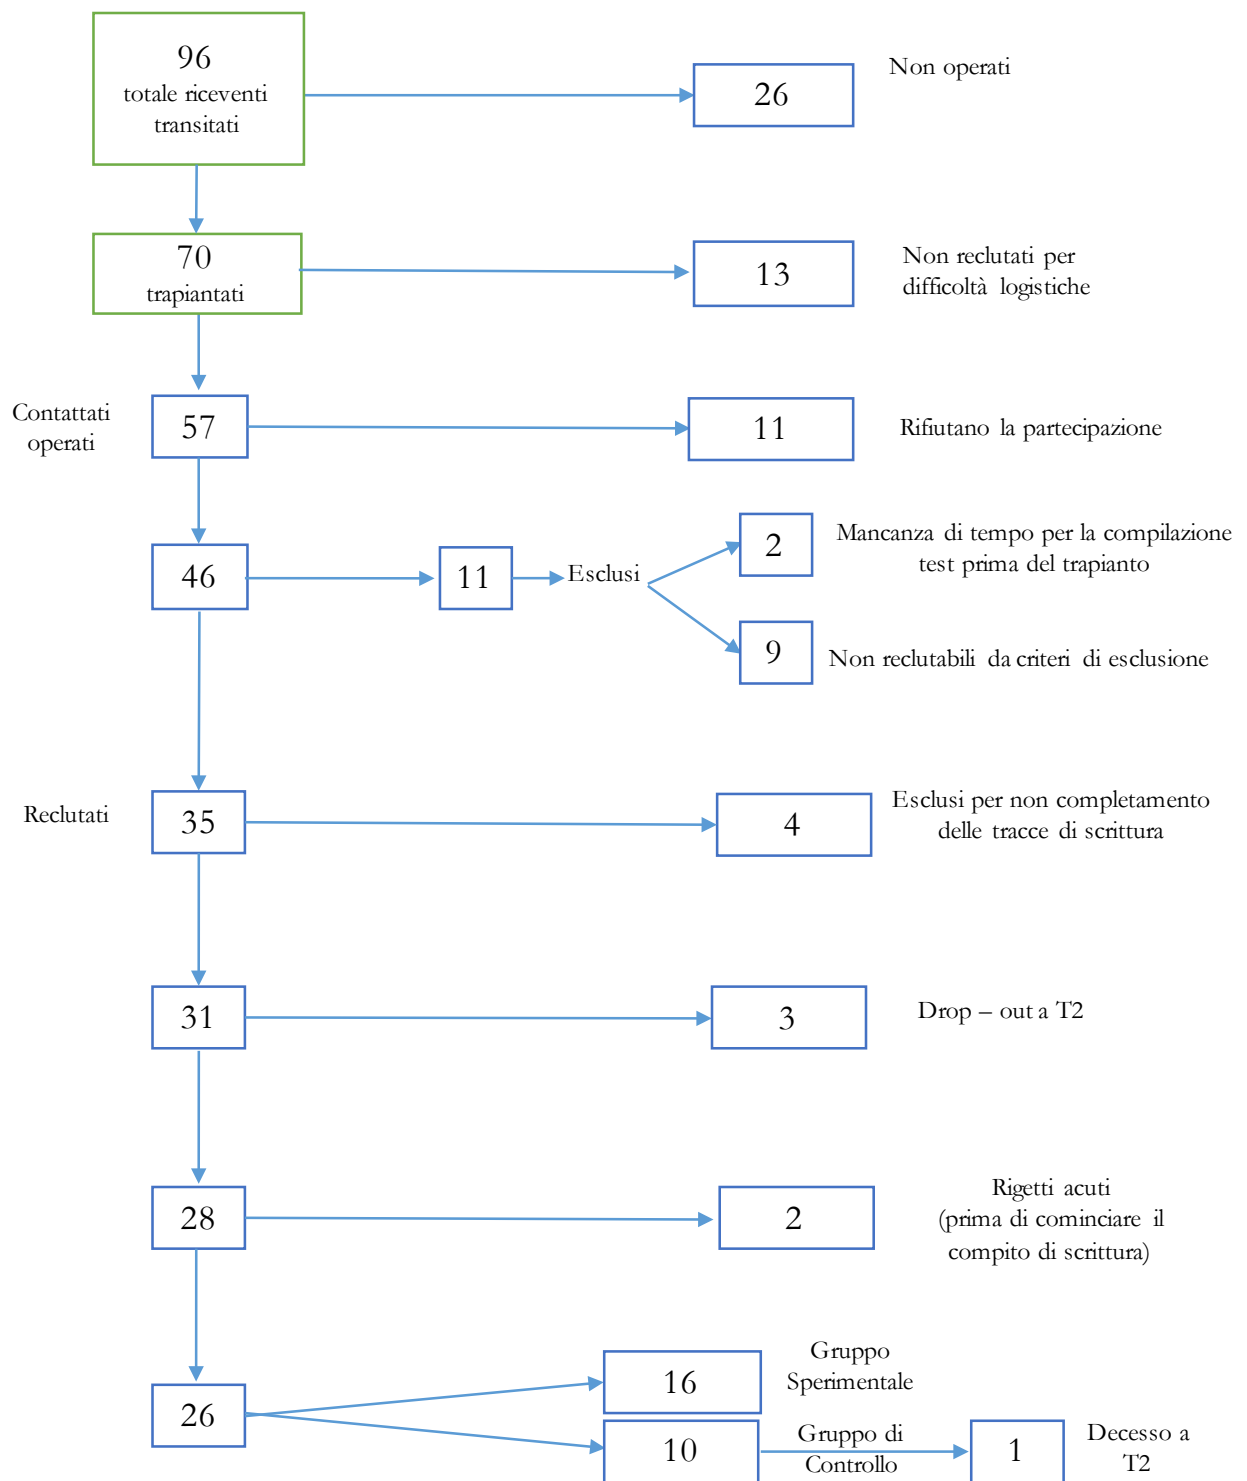 96
totale riceventi
transitati
Non operati
26
70
trapiantati
13
Non reclutati per
difficoltà logistiche
Contattati
operati
57
11
Rifiutano la partecipazione
46
11
Esclusi
2
Mancanza di tempo per la compilazione
test prima del trapianto
9
Non reclutabili da criteri di esclusione
Reclutati
35
4
Esclusi per non completamento
delle tracce di scrittura
31
3
Drop – out a T2
28
2
Rigetti acuti
(prima di cominciare il
compito di scrittura)
26
16
Gruppo
Sperimentale
10
Gruppo di
Controllo
1
Decesso a
T2